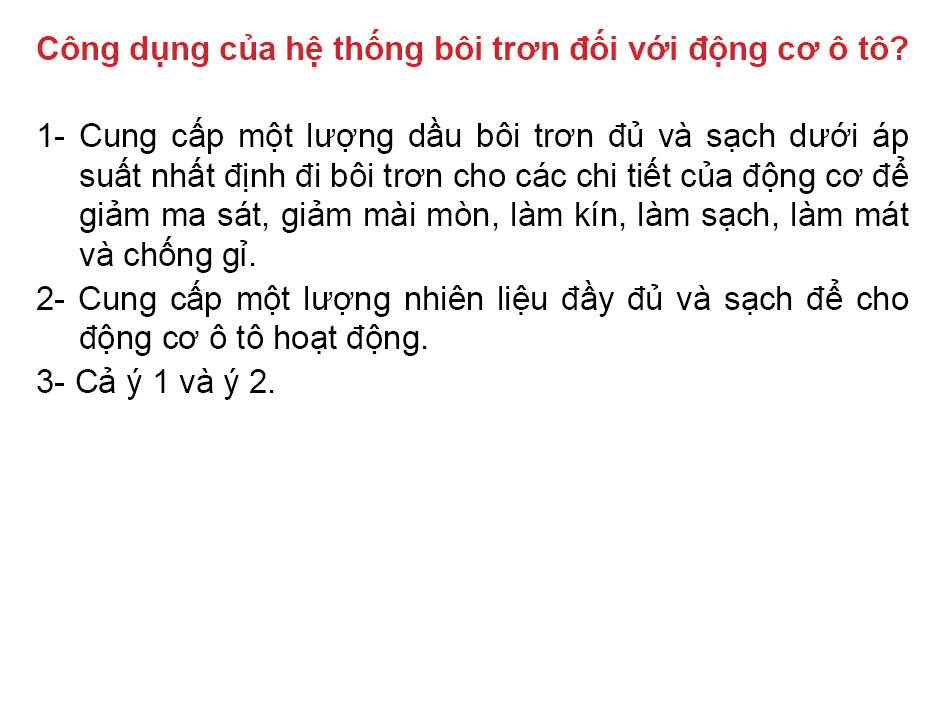 Công dụng của hệ thống bôi trơn đối với động cơ ô tô?
1- Cung cấp một lượng dầu bôi trơn đủ và sạch dưới áp
suất nhất định đi bôi trơn cho các chi tiết của động cơ để
giảm ma sát, giảm mài mòn, làm kín, làm sạch, làm mát
và chống gỉ.
2- Cung cấp một lượng nhiên liệu đầy đủ và sạch để cho
động cơ ô tô hoạt động.
3- Cả ý 1 và ý 2.